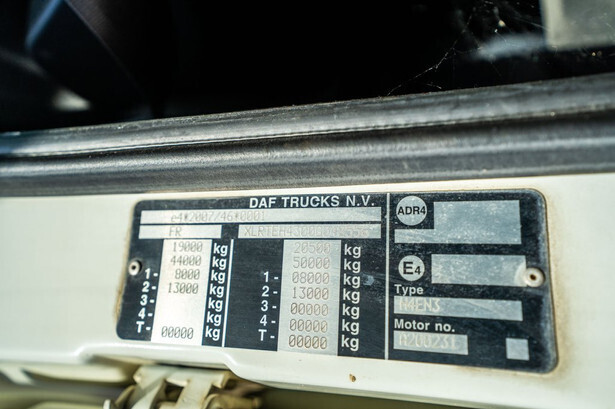 DAF TRUCKS N.V.
e4*2007/46*0001
FR
19000 kg 20500 kg
44000 kg 50000 kg
1- 8000 kg 1- 08000 kg
2- 13000 kg 2- 13000 kg
3- kg 3- 00000 kg
4- kg 4- 00000 kg
T- 00000 kg T- 00000 kg
ADR4
E4
Type
Motor no.